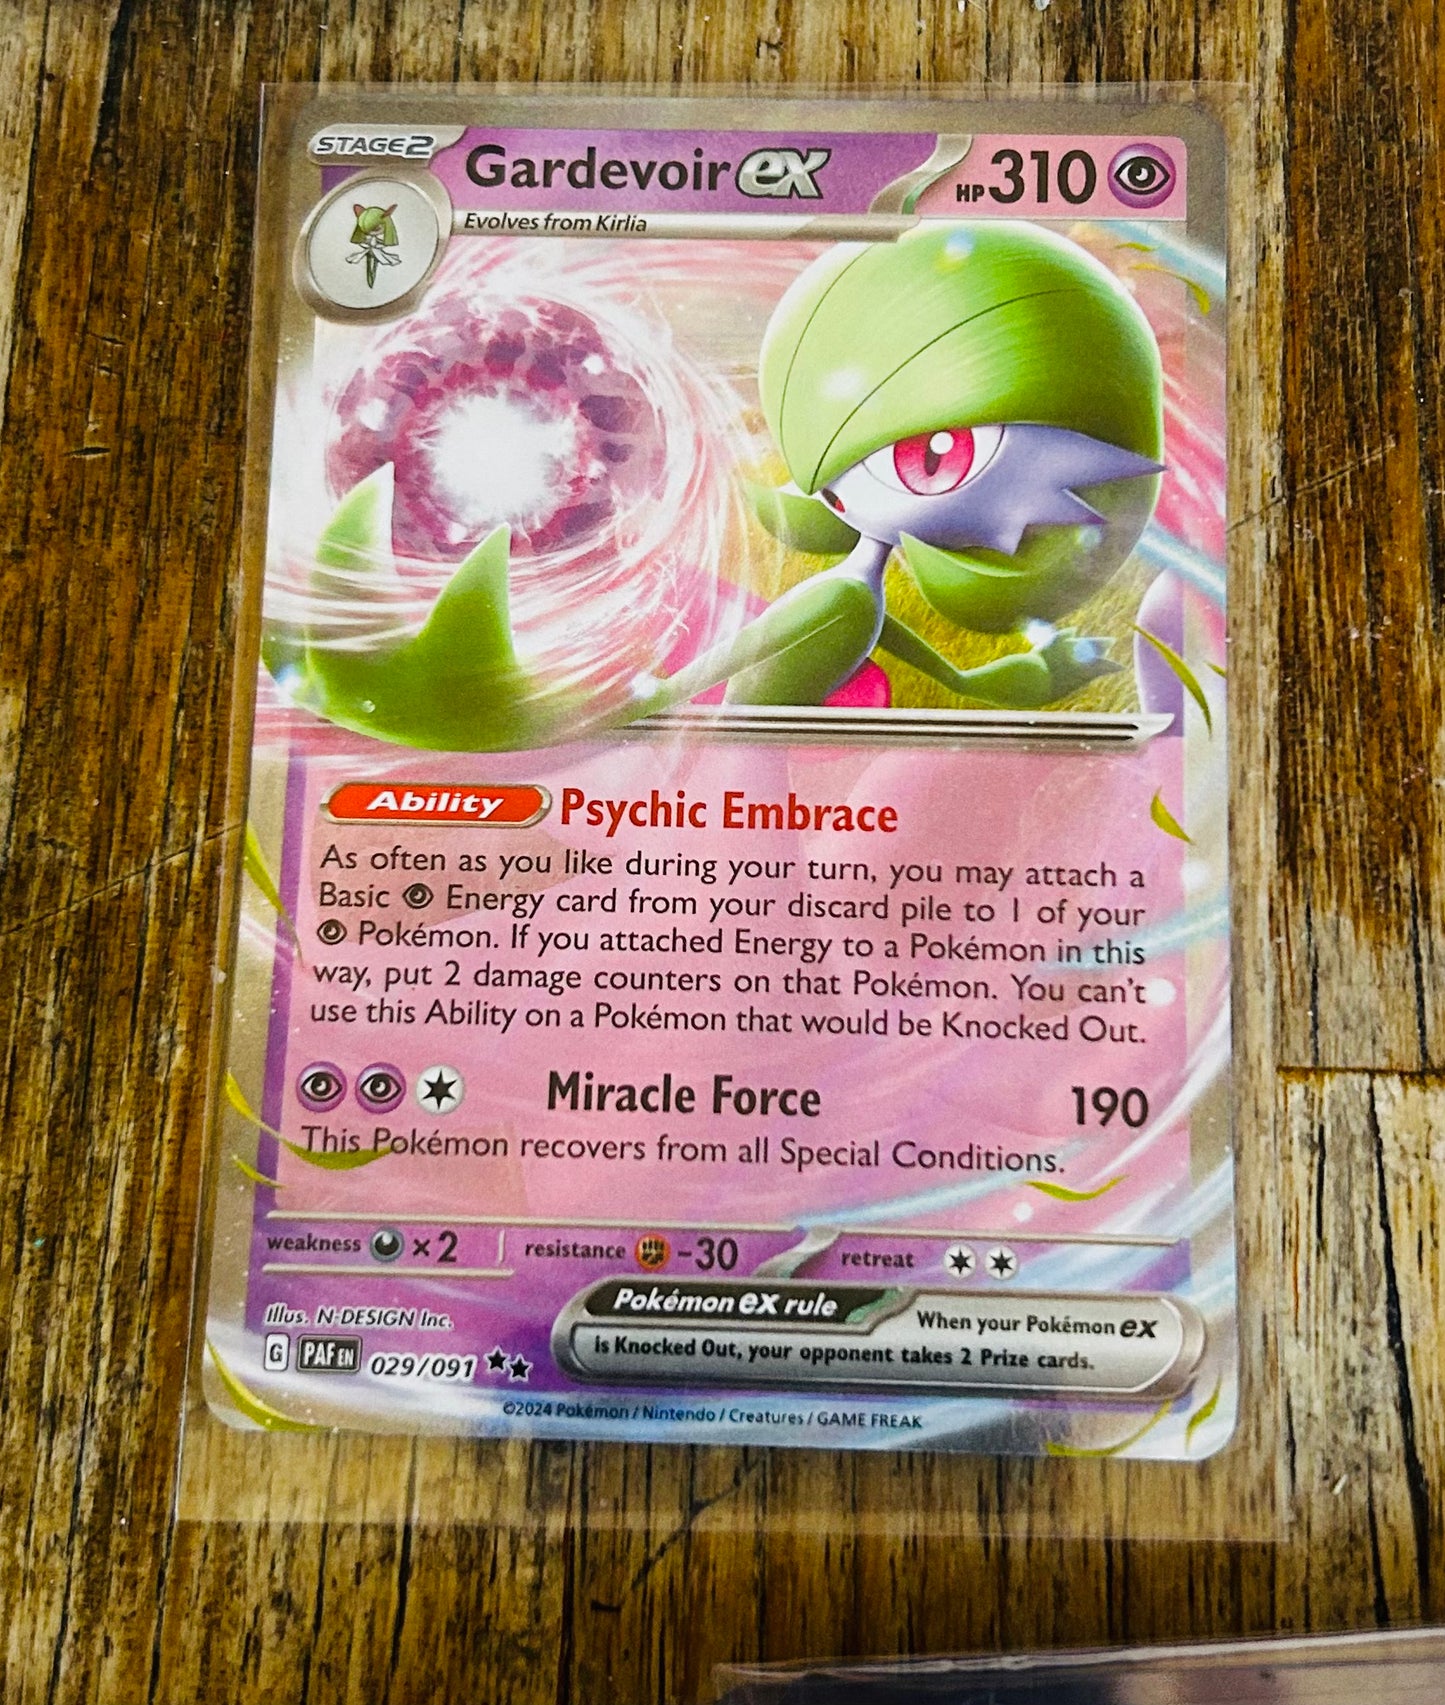 STAGE2
Gardevoir ex
HP 310
Evolves from Kirlia
Ability Psychic Embrace
As often as you like during your turn, you may attach a
Basic Energy card from your discard pile to 1 of your
Pokémon. If you attached Energy to a Pokémon in this
way, put 2 damage counters on that Pokémon. You can't
use this Ability on a Pokémon that would be Knocked Out.
Miracle Force 190
This Pokémon recovers from all Special Conditions.
weakness ×2 resistance -30 retreat
Illus. N-DESIGN Inc.
Pokémon ex rule
When your Pokémon ex
is Knocked Out, your opponent takes 2 Prize cards.
G PAF EN 029/091
©2024 Pokémon / Nintendo / Creatures / GAME FREAK